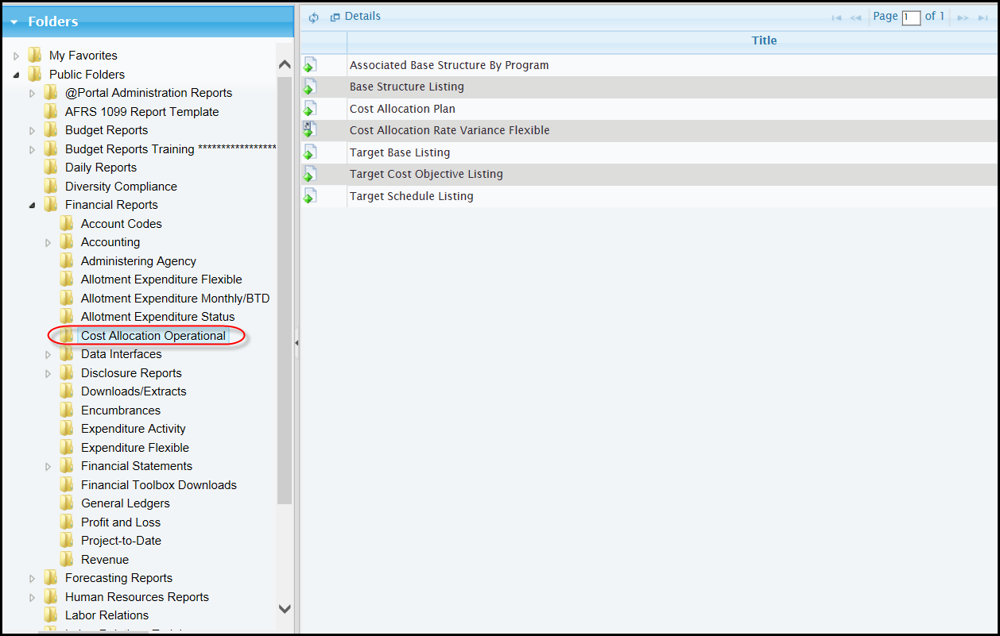 Folders
My Favorites
Public Folders
@Portal Administration Reports
AFRS 1099 Report Template
Budget Reports
Budget Reports Training *****************
Daily Reports
Diversity Compliance
Financial Reports
Account Codes
Accounting
Administering Agency
Allotment Expenditure Flexible
Allotment Expenditure Monthly/BTD
Allotment Expenditure Status
Cost Allocation Operational
Data Interfaces
Disclosure Reports
Downloads/Extracts
Encumbrances
Expenditure Activity
Expenditure Flexible
Financial Statements
Financial Toolbox Downloads
General Ledgers
Profit and Loss
Project-to-Date
Revenue
Forecasting Reports
Human Resources Reports
Labor Relations
Details
Page 1 of 1
Title
Associated Base Structure By Program
Base Structure Listing
Cost Allocation Plan
Cost Allocation Rate Variance Flexible
Target Base Listing
Target Cost Objective Listing
Target Schedule Listing